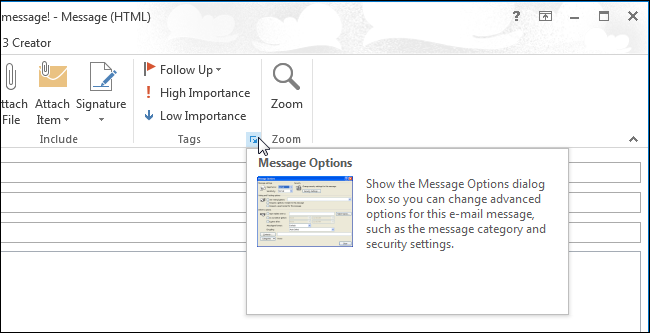 message! - Message (HTML)
?
3 Creator
ttach
File
Attach
Item
Signature
Follow Up
High Importance
Low Importance
Zoom
Include
Tags
Zoom
Message Options
Show the Message Options dialog
box so you can change advanced
options for this e-mail message,
such as the message category and
security settings.